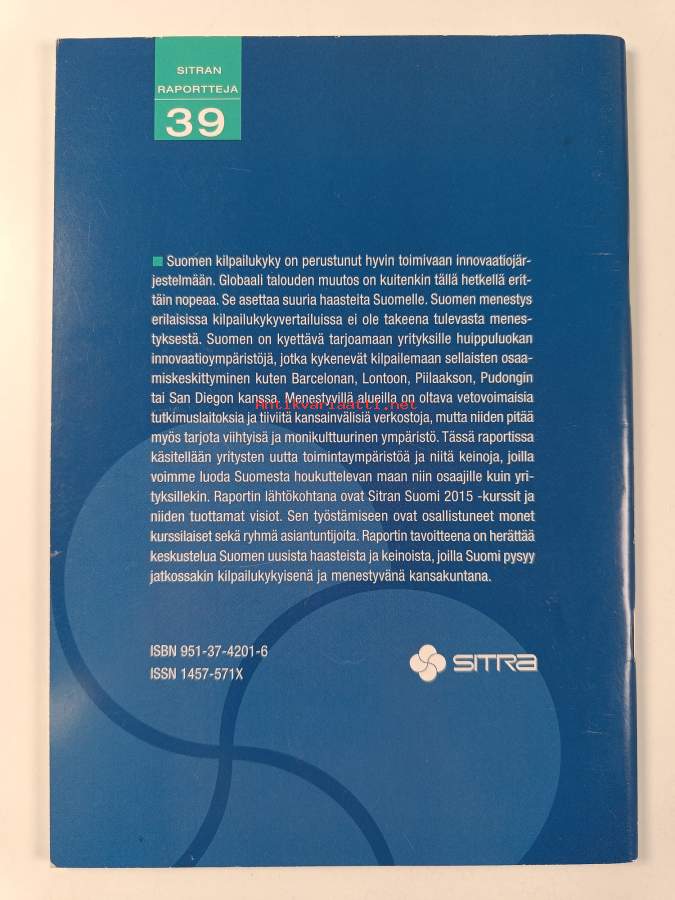 SITRAN
RAPORTTEJA
39
Suomen kilpailukyky on perustunut hyvin toimivaan innovaatiojär-
jestelmään. Globaali talouden muutos on kuitenkin tällä hetkellä erit-
täin nopeaa. Se asettaa suuria haasteita Suomelle. Suomen menestys
erilaisissa kilpailukykyvertailuissa ei ole takeena tulevasta menes-
tyksestä. Suomen on kyettävä tarjoamaan yrityksille huippuluokan
innovaatioympäristöjä, jotka kykenevät kilpailemaan sellaisten osaa-
miskeskittyminen kuten Barcelonan, Lontoon, Piilaakson, Pudongin
tai San Diegon kanssa. Menestyvillä alueilla on oltava vetovoimaisia
Antikvariaatti.net
tutkimuslaitoksia ja tiiviitä kansainvälisiä verkostoja, mutta niiden pitää
myös tarjota viihtyisä ja monikulttuurinen ympäristö. Tässä raportissa
käsitellään yritysten uutta toimintaympäristöä ja niitä keinoja, joilla
voimme luoda Suomesta houkuttelevan maan niin osaajille kuin yri-
tyksillekin. Raportin lähtökohtana ovat Sitran Suomi 2015 -kurssit ja
niiden tuottamat visiot. Sen työstämiseen ovat osallistuneet monet
kurssilaiset sekä ryhmä asiantuntijoita. Raportin tavoitteena on herättää
keskustelua Suomen uusista haasteista ja keinoista, joilla Suomi pysyy
jatkossakin kilpailukykyisenä ja menestyvänä kansakuntana.
ISBN 951-37-4201-6
ISSN 1457-571X
SITRA